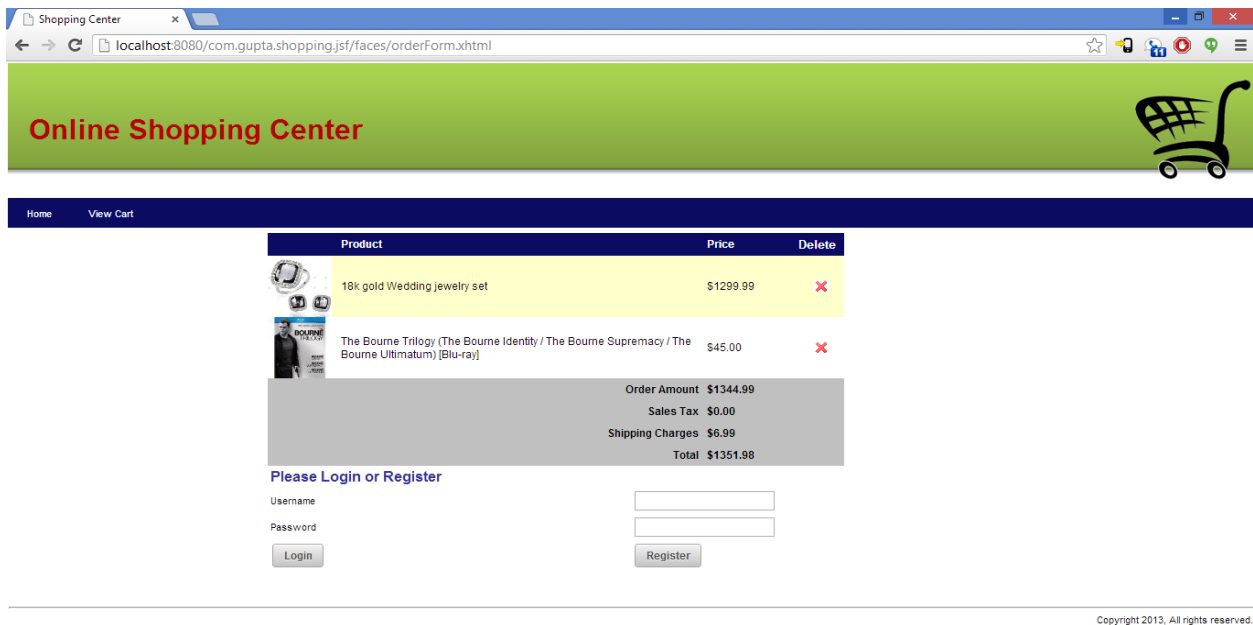 Shopping Center
localhost:8080/com.gupta.shopping.jsf/faces/orderForm.xhtml
11
Online Shopping Center
Home View Cart
Product Price Delete
18k gold Wedding jewelry set $1299.99
BOURNE
TRILOGY
The Bourne Trilogy (The Bourne Identity / The Bourne Supremacy / The
Bourne Ultimatum) [Blu-ray]
$45.00
Order Amount $1344.99
Sales Tax $0.00
Shipping Charges $6.99
Total $1351.98
Please Login or Register
Username
Password
Login Register
Copyright 2013, All rights reserved.